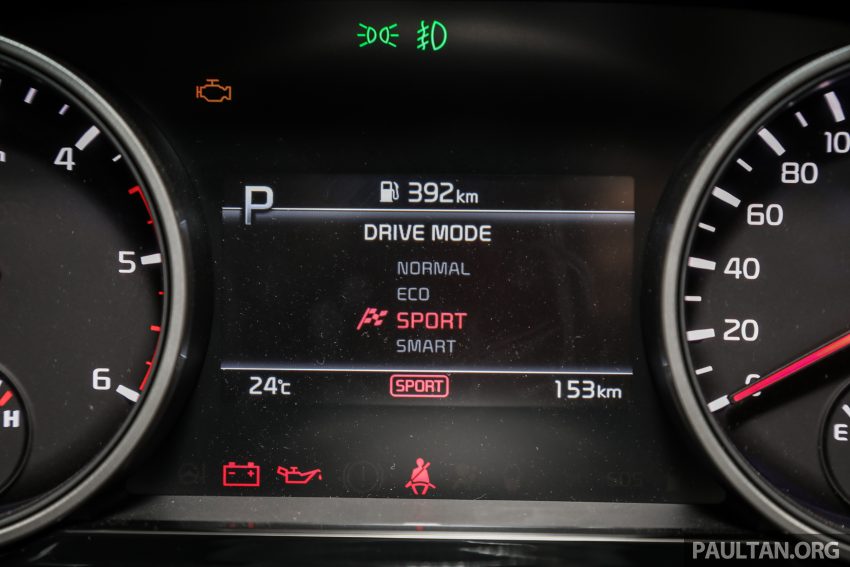 P 392km
DRIVE MODE
NORMAL
ECO
SPORT
SMART
24°C SPORT 153km
4
5
6
H
80
60
40
20
0
E
PAULTAN.ORG